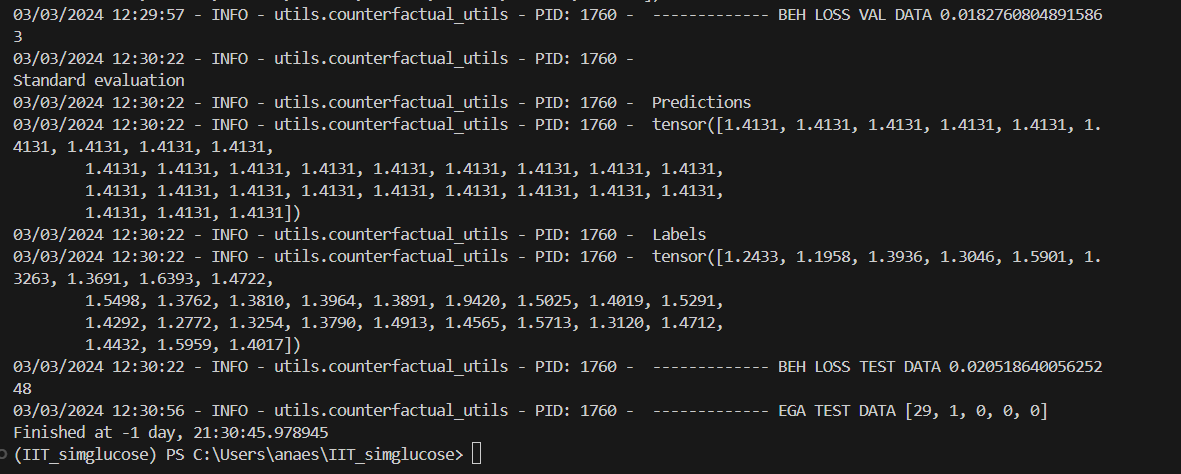 03/03/2024 12:29:57 - INFO - utils.counterfactual_utils - PID: 1760 -  ------------- BEH LOSS VAL DATA 0.0182760804891586
3
03/03/2024 12:30:22 - INFO - utils.counterfactual_utils - PID: 1760 -
Standard evaluation
03/03/2024 12:30:22 - INFO - utils.counterfactual_utils - PID: 1760 -  Predictions
03/03/2024 12:30:22 - INFO - utils.counterfactual_utils - PID: 1760 -  tensor([1.4131, 1.4131, 1.4131, 1.4131, 1.4131, 1.
4131, 1.4131, 1.4131, 1.4131,
        1.4131, 1.4131, 1.4131, 1.4131, 1.4131, 1.4131, 1.4131, 1.4131, 1.4131,
        1.4131, 1.4131, 1.4131, 1.4131, 1.4131, 1.4131, 1.4131, 1.4131, 1.4131,
        1.4131, 1.4131, 1.4131])
03/03/2024 12:30:22 - INFO - utils.counterfactual_utils - PID: 1760 -  Labels
03/03/2024 12:30:22 - INFO - utils.counterfactual_utils - PID: 1760 -  tensor([1.2433, 1.1958, 1.3936, 1.3046, 1.5901, 1.
3263, 1.3691, 1.6393, 1.4722,
        1.5498, 1.3762, 1.3810, 1.3964, 1.3891, 1.9420, 1.5025, 1.4019, 1.5291,
        1.4292, 1.2772, 1.3254, 1.3790, 1.4913, 1.4565, 1.5713, 1.3120, 1.4712,
        1.4432, 1.5959, 1.4017])
03/03/2024 12:30:22 - INFO - utils.counterfactual_utils - PID: 1760 -  ------------- BEH LOSS TEST DATA 0.020518640056252
48
03/03/2024 12:30:56 - INFO - utils.counterfactual_utils - PID: 1760 -  ------------- EGA TEST DATA [29, 1, 0, 0, 0]
Finished at -1 day, 21:30:45.978945
(IIT_simglucose) PS C:\Users\anaes\IIT_simglucose>